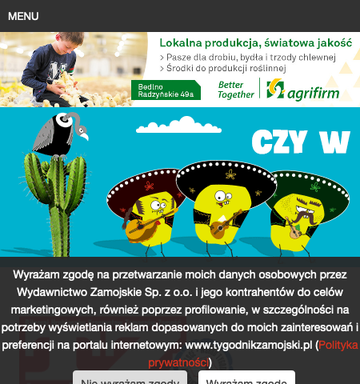 MENU
Lokalna produkcja, światowa jakość
> Pasze dla drobiu, bydła i trzody chlewnej
> Środki do produkcji roślinnej
Bedlno
Radzyńskie 49a
Better
Together
agrifirm
CZY W
Wyrażam zgodę na przetwarzanie moich danych osobowych przez
Wydawnictwo Zamojskie Sp. z o.o. i jego kontrahentów do celów
marketingowych, również poprzez profilowanie, w szczególności na
potrzeby wyświetlania reklam dopasowanych do moich zainteresowań i
preferencji na portalu internetowym: www.tygodnikzamojski.pl (Polityka
prywatności)
Nie wyrażam zgody
Wyrażam zgodę